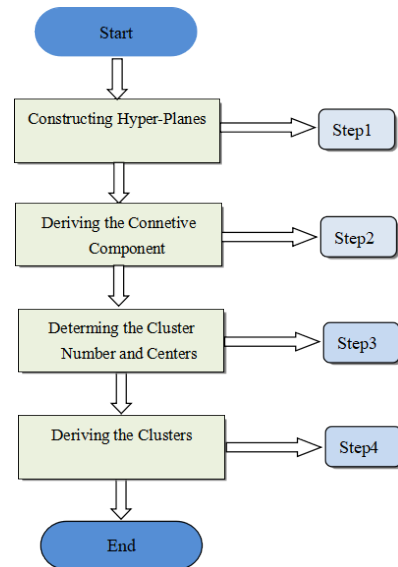 Start
Constructing Hyper-Planes
Step1
Deriving the Connetive
Component
Step2
Determing the Cluster
Number and Centers
Step3
Deriving the Clusters
Step4
End